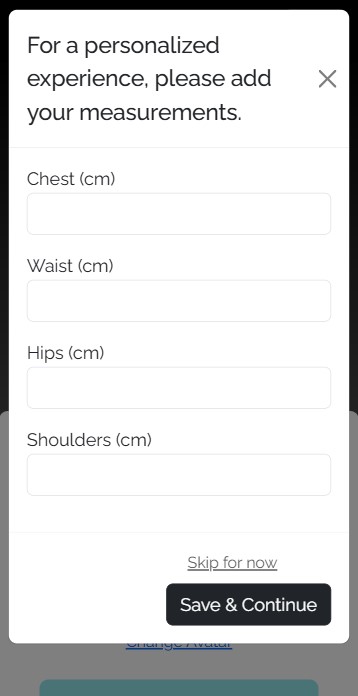 For a personalized
experience, please add
your measurements.
Chest (cm)
Waist (cm)
Hips (cm)
Shoulders (cm)
Skip for now
Save & Continue
Change Avatar